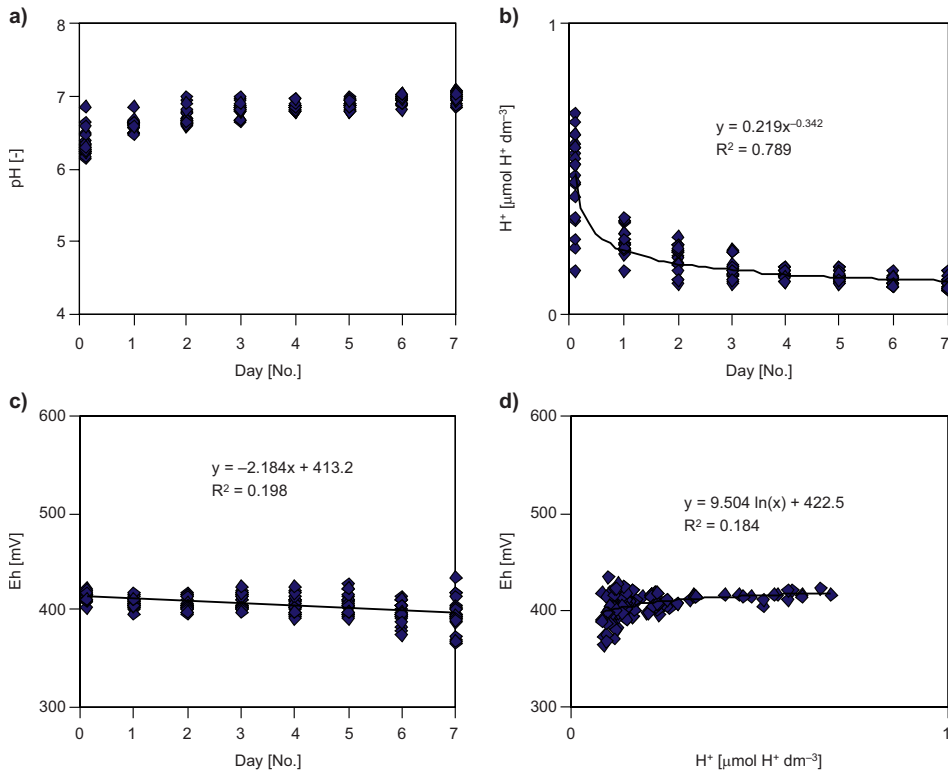 a)
8
7
6
5
4
pH [-]
0 1 2 3 4 5 6 7
Day [No.]
b)
1
0
H⁺ [μmol H⁺ dm⁻³]
y = 0.219x⁻⁰·³⁴²
R² = 0.789
0 1 2 3 4 5 6 7
Day [No.]
c)
600
500
400
300
Eh [mV]
y = –2.184x + 413.2
R² = 0.198
0 1 2 3 4 5 6 7
Day [No.]
d)
600
500
400
300
Eh [mV]
y = 9.504 ln(x) + 422.5
R² = 0.184
0 1
H⁺ [μmol H⁺ dm⁻³]